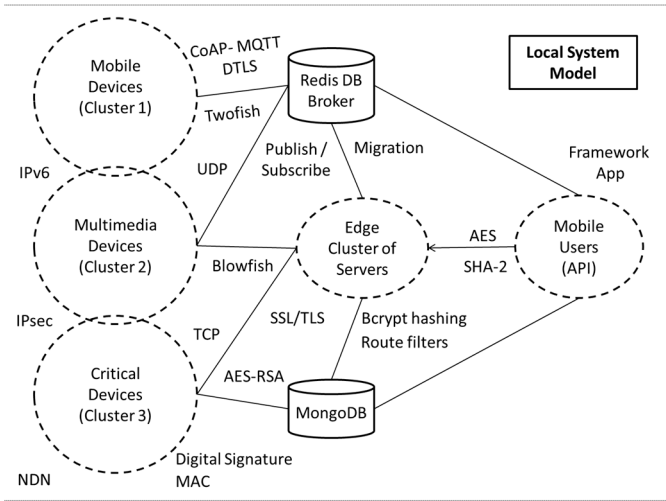 Local System
Model
CoAP- MQTT
DTLS
Mobile
Devices
(Cluster 1)
Redis DB
Broker
Twofish
Publish /
Subscribe
Migration
Framework
App
IPv6
UDP
Multimedia
Devices
(Cluster 2)
Edge
Cluster of
Servers
AES
SHA-2
Mobile
Users
(API)
Blowfish
IPsec
TCP
SSL/TLS
Bcrypt hashing
Route filters
Critical
Devices
(Cluster 3)
AES-RSA
MongoDB
Digital Signature
MAC
NDN